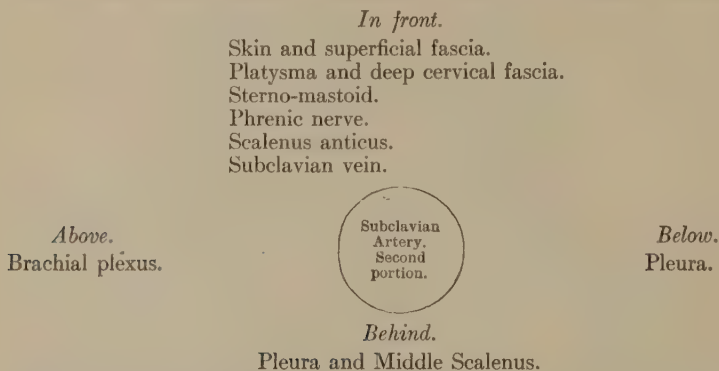 In front.
Skin and superficial fascia.
Platysma and deep cervical fascia.
Sterno-mastoid.
Phrenic nerve.
Scalenus anticus.
Subclavian vein.
Above.
Brachial plexus.
Subclavian
Artery.
Second
portion.
Below.
Pleura.
Behind.
Pleura and Middle Scalenus.